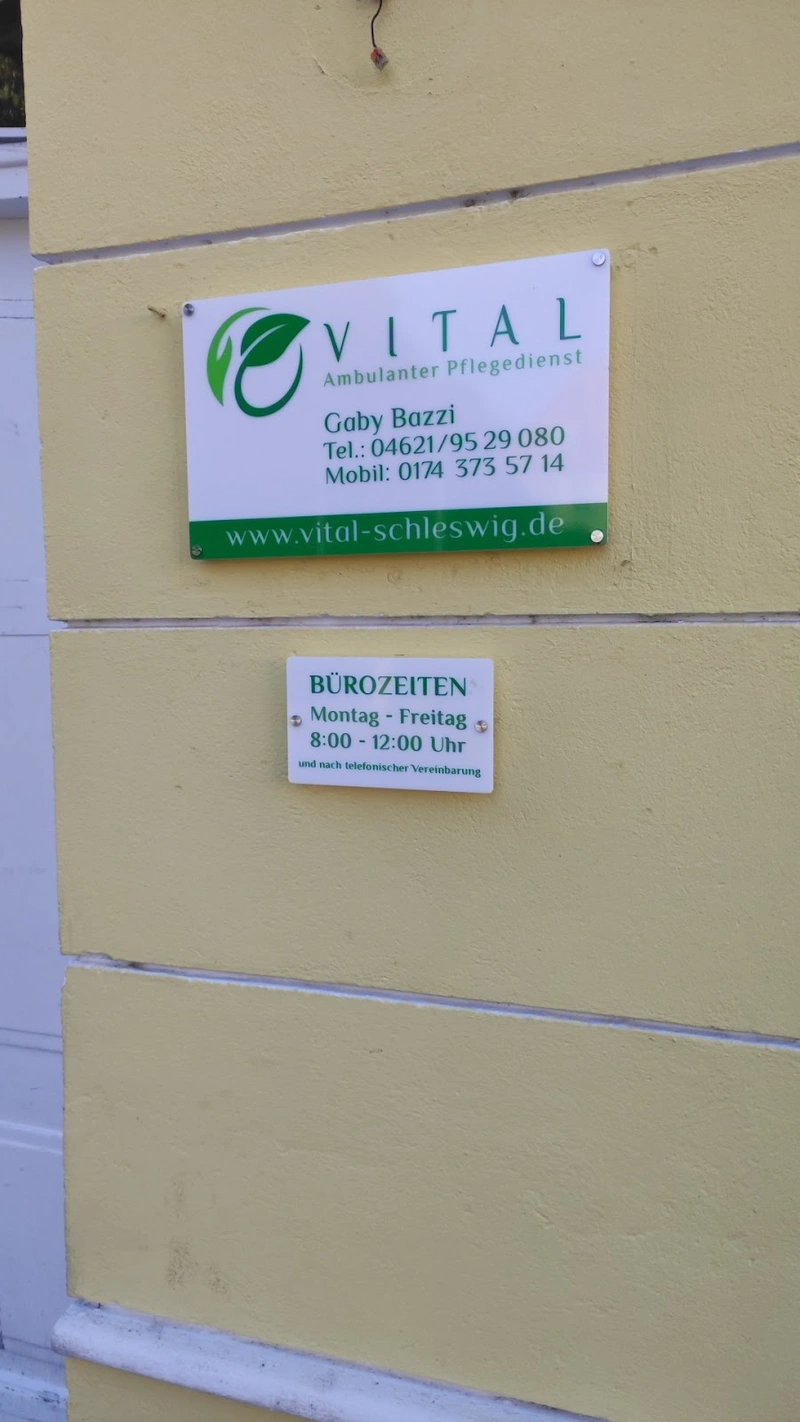 VITAL
Ambulanter Pflegedienst
Gaby Bazzi
Tel.: 04621/95 29 080
Mobil: 0174 373 57 14
www.vital-schleswig.de
BÜROZEITEN
Montag - Freitag
8:00 - 12:00 Uhr
und nach telefonischer Vereinbarung